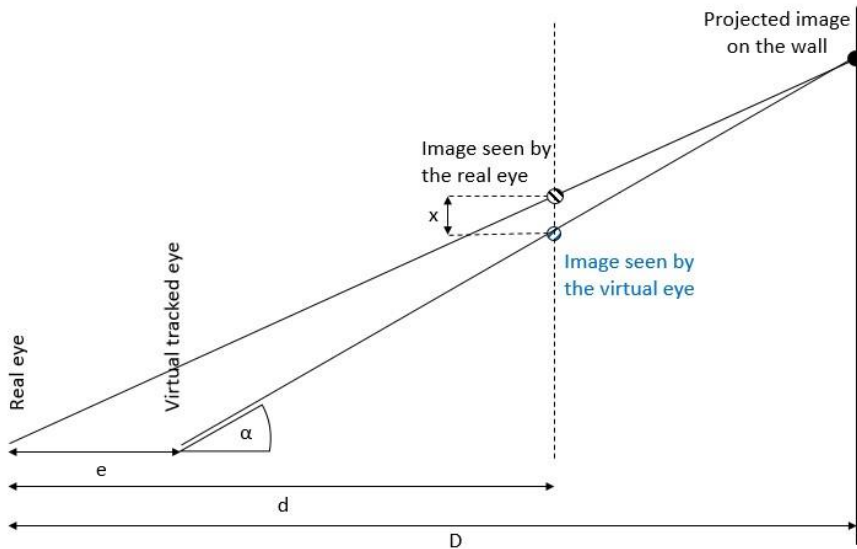 Projected image
on the wall
Image seen by
the real eye
x
Image seen by
the virtual eye
Real eye
Virtual tracked eye
α
e
d
D